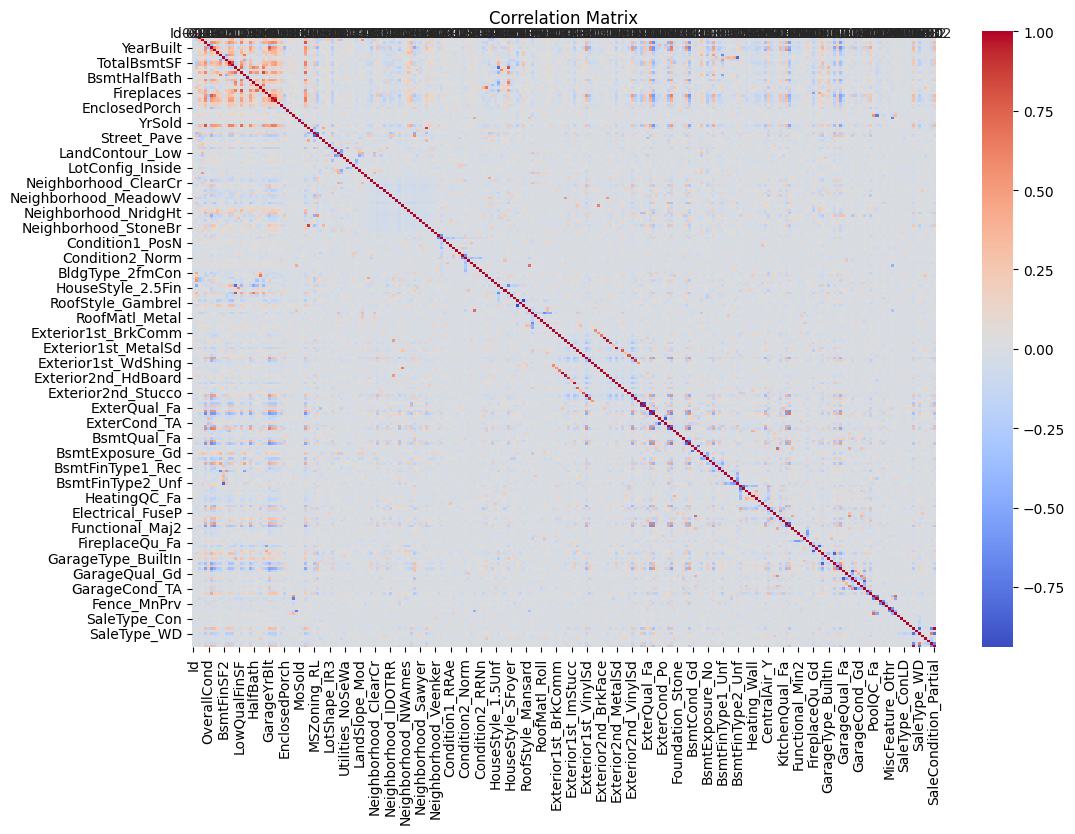 Correlation Matrix
Id
YearBuilt
TotalBsmtSF
BsmtHalfBath
Fireplaces
EnclosedPorch
YrSold
Street_Pave
LandContour_Low
LotConfig_Inside
Neighborhood_ClearCr
Neighborhood_MeadowV
Neighborhood_NridgHt
Neighborhood_StoneBr
Condition1_PosN
Condition2_Norm
BldgType_2fmCon
HouseStyle_2.5Fin
RoofStyle_Gambrel
RoofMatl_Metal
Exterior1st_BrkComm
Exterior1st_MetalSd
Exterior1st_WdShing
Exterior2nd_HdBoard
Exterior2nd_Stucco
ExterQual_Fa
ExterCond_TA
BsmtQual_Fa
BsmtExposure_Gd
BsmtFinType1_Rec
BsmtFinType2_Unf
HeatingQC_Fa
Electrical_FuseP
Functional_Maj2
FireplaceQu_Fa
GarageType_BuiltIn
GarageQual_Gd
GarageCond_TA
Fence_MnPrv
SaleType_Con
SaleType_WD
Id
OverallCond
BsmtFinSF2
LowQualFinSF
HalfBath
GarageYrBlt
EnclosedPorch
MoSold
MSZoning_RL
LotShape_IR3
Utilities_NoSeWa
LandSlope_Mod
Neighborhood_ClearCr
Neighborhood_IDOTRR
Neighborhood_NWAmes
Neighborhood_Sawyer
Neighborhood_Veenker
Condition1_RRAe
Condition2_Norm
Condition2_RRNn
HouseStyle_1.5Unf
HouseStyle_SFoyer
RoofStyle_Mansard
RoofMatl_Roll
Exterior1st_BrkComm
Exterior1st_ImStucc
Exterior1st_VinylSd
Exterior2nd_BrkFace
Exterior2nd_MetalSd
Exterior2nd_VinylSd
ExterQual_Fa
ExterCond_Po
Foundation_Stone
BsmtCond_Gd
BsmtExposure_No
BsmtFinType1_Unf
BsmtFinType2_Unf
Heating_Wall
CentralAir_Y
KitchenQual_Fa
Functional_Min2
FireplaceQu_Gd
GarageType_BuiltIn
GarageQual_Fa
GarageCond_Gd
PoolQC_Fa
MiscFeature_Othr
SaleType_ConLD
SaleType_WD
SaleCondition_Partial
1.00
0.75
0.50
0.25
0.00
−0.25
−0.50
−0.75